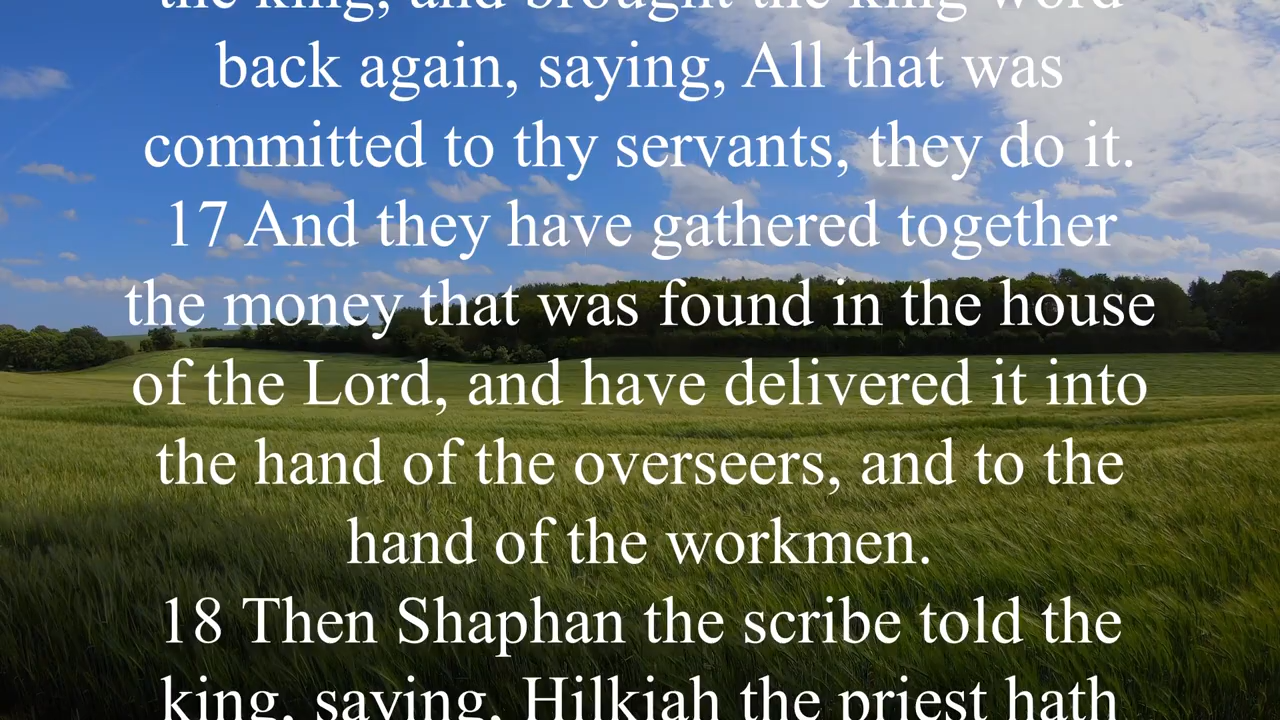 the king, and brought the king word
back again, saying, All that was
committed to thy servants, they do it.
17 And they have gathered together
the money that was found in the house
of the Lord, and have delivered it into
the hand of the overseers, and to the
hand of the workmen.
18 Then Shaphan the scribe told the
king, saying, Hilkiah the priest hath